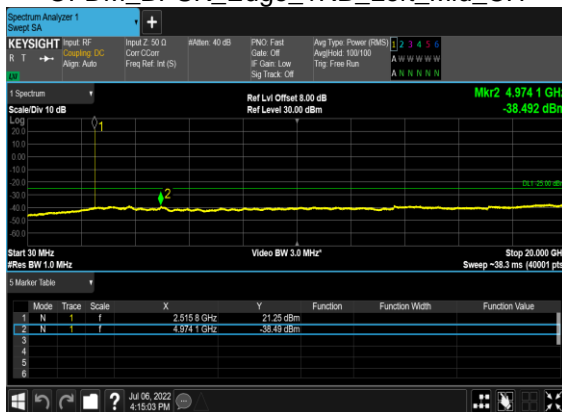 Spectrum Analyzer 1
Swept SA
+
KEYSIGHT Input: RF Input Z: 50 Ω #Atten: 40 dB PNO: Fast Avg Type: Power (RMS) 1 2 3 4 5 6
R T Coupling: DC Corr CCorr Gate: Off Avg|Hold: 100/100 A W W W W W
Align: Auto Freq Ref: Int (S) IF Gain: Low Trig: Free Run
LXI Sig Track: Off A N N N N N
1 Spectrum Ref Lvl Offset 8.00 dB Mkr2 4.974 1 GHz
Scale/Div 10 dB Ref Level 30.00 dBm -38.492 dBm
Log
20.0
10.0
0.00
-10.0
-20.0
-30.0
-40.0
-50.0
-60.0
1
2
Start 30 MHz Video BW 3.0 MHz* Stop 20.000 GH
#Res BW 1.0 MHz Sweep ~38.3 ms (40001 pts
5 Marker Table
Mode Trace Scale X Y Function Function Width Function Value
1 N 1 f 2.515 8 GHz 21.25 dBm
2 N 1 f 4.974 1 GHz -38.49 dBm
3
4
5
6
? Jul 06, 2022
4:15:03 PM